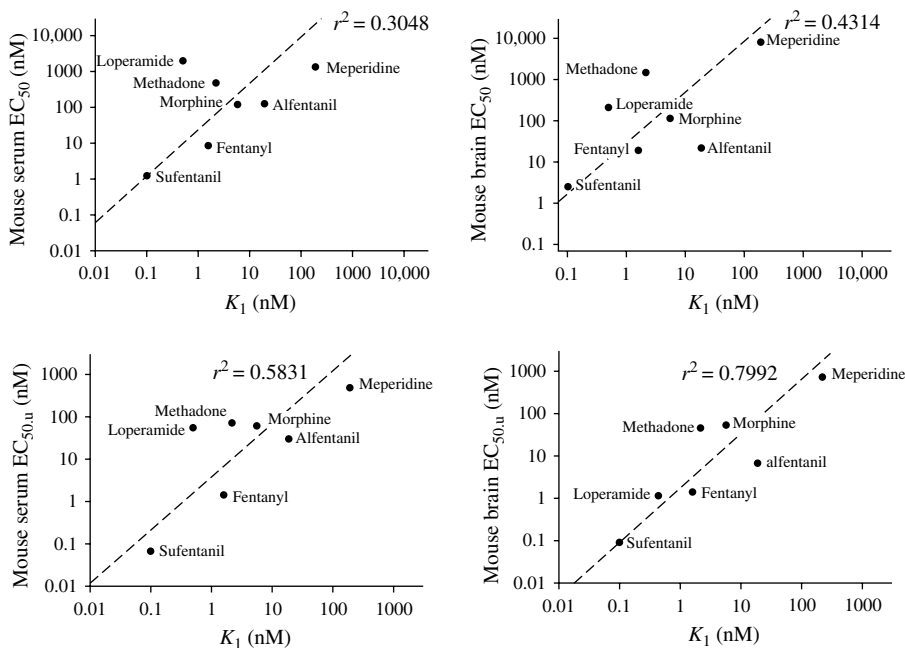 r² = 0.3048
Mouse serum EC₅₀ (nM)
10,000
1000
100
10
1
0.1
0.01
Loperamide
Methadone
Morphine
Meperidine
Alfentanil
Fentanyl
Sufentanil
0.01 0.1 1 10 100 1000 10,000
K₁ (nM)
r² = 0.4314
Mouse brain EC₅₀ (nM)
10,000
1000
100
10
1
0.1
Meperidine
Methadone
Loperamide
Morphine
Fentanyl
Alfentanil
Sufentanil
0.1 1 10 100 1000 10,000
K₁ (nM)
r² = 0.5831
Mouse serum EC₅₀.ᵤ (nM)
1000
100
10
1
0.1
0.01
Meperidine
Methadone
Morphine
Loperamide
Alfentanil
Fentanyl
Sufentanil
0.01 0.1 1 10 100 1000
K₁ (nM)
r² = 0.7992
Mouse brain EC₅₀.ᵤ (nM)
1000
100
10
1
0.1
0.01
Meperidine
Methadone
Morphine
alfentanil
Loperamide
Fentanyl
Sufentanil
0.01 0.1 1 10 100 1000
K₁ (nM)